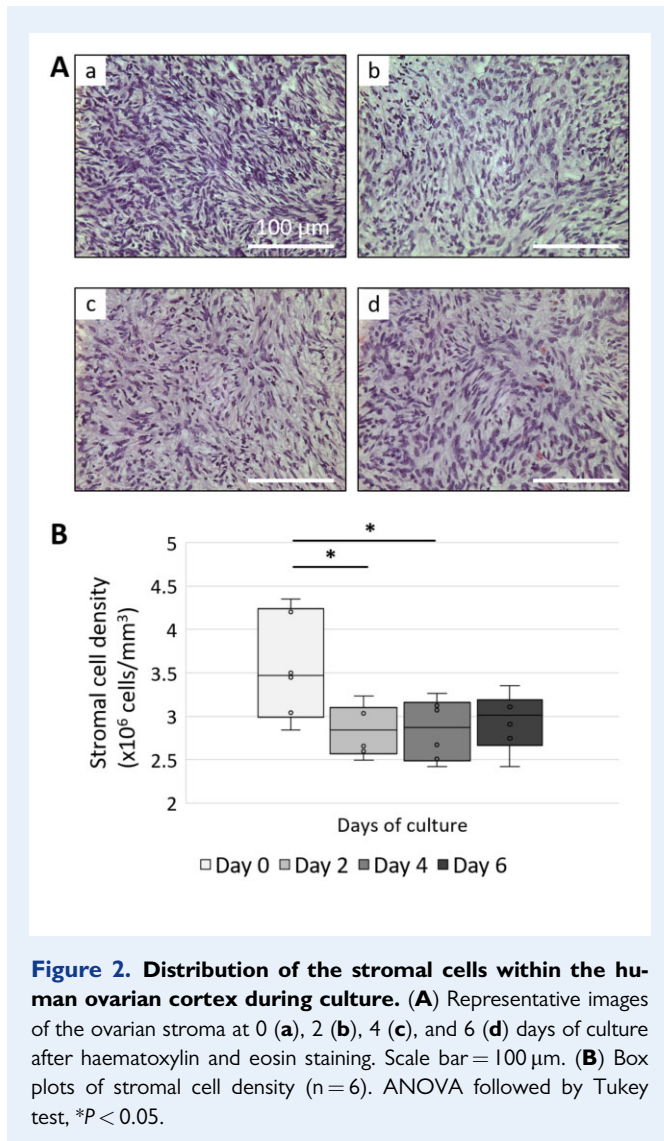 A
a
b
100 µm
c
d
B
*
*
5
4.5
4
3.5
3
2.5
2
Stromal cell density
(x10⁶ cells/mm³)
Days of culture
Day 0 Day 2 Day 4 Day 6
Figure 2. Distribution of the stromal cells within the hu-
man ovarian cortex during culture. (A) Representative images
of the ovarian stroma at 0 (a), 2 (b), 4 (c), and 6 (d) days of culture
after haematoxylin and eosin staining. Scale bar = 100 µm. (B) Box
plots of stromal cell density (n = 6). ANOVA followed by Tukey
test, *P < 0.05.